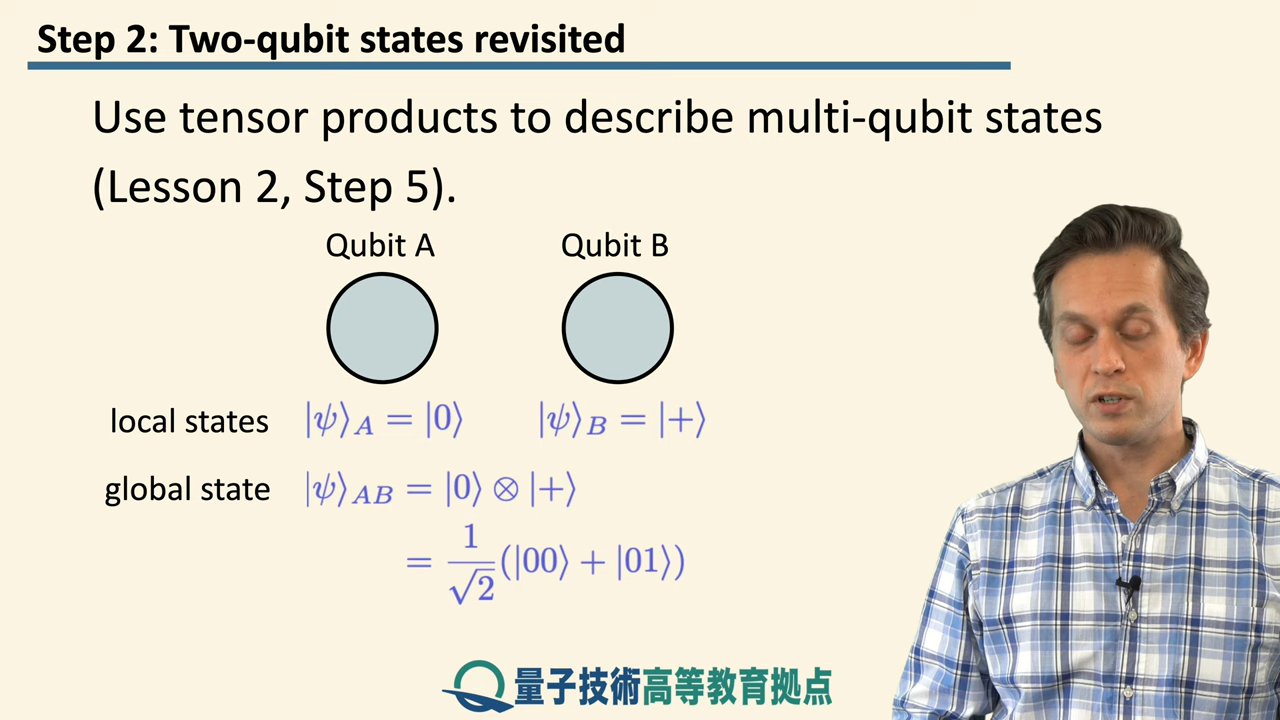 Step 2: Two-qubit states revisited
Use tensor products to describe multi-qubit states
(Lesson 2, Step 5).
Qubit A Qubit B
local states |ψ⟩_A = |0⟩ |ψ⟩_B = |+⟩
global state |ψ⟩_AB = |0⟩ ⊗ |+⟩
= 1/√2 (|00⟩ + |01⟩)
量子技術高等教育拠点